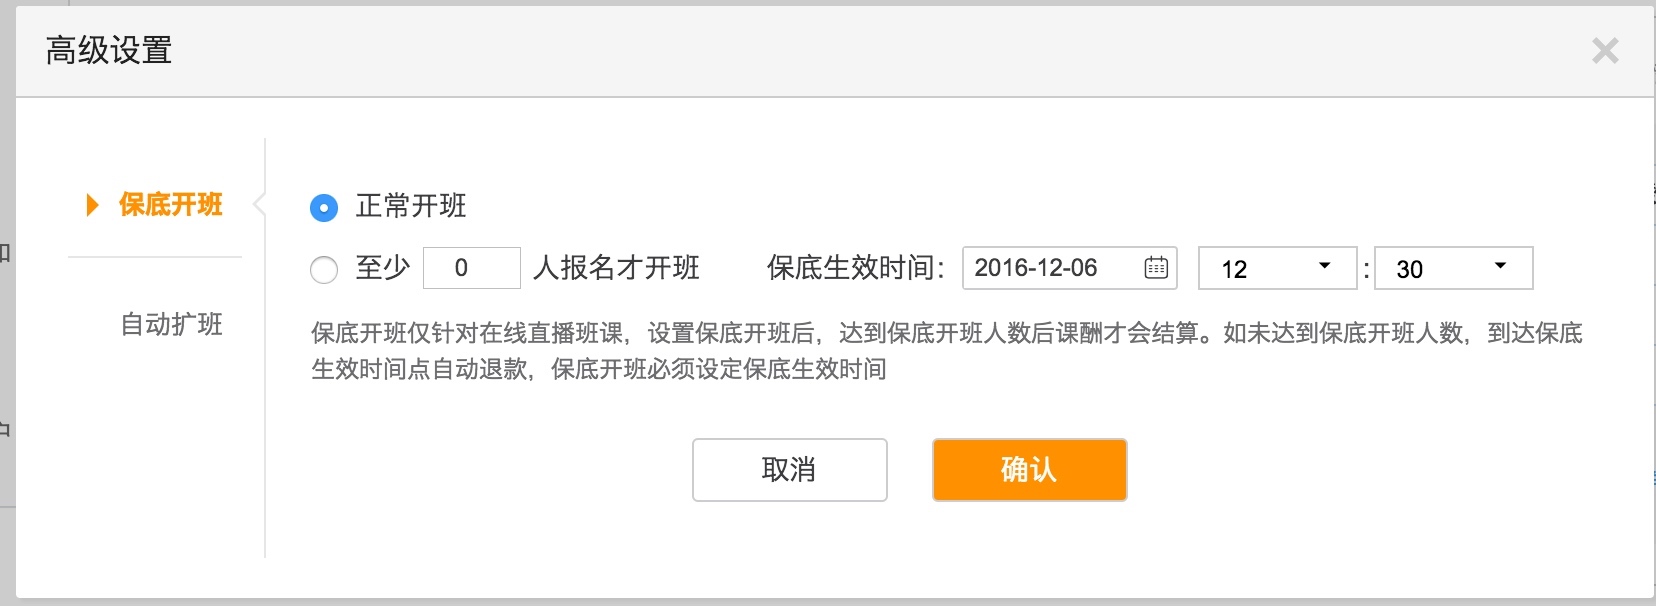 高级设置
保底开班
正常开班
至少 0 人报名才开班 保底生效时间： 2016-12-06 12 : 30
自动扩班
保底开班仅针对在线直播班课，设置保底开班后，达到保底开班人数后课酬才会结算。如未达到保底开班人数，到达保底
生效时间点自动退款，保底开班必须设定保底生效时间
取消 确认